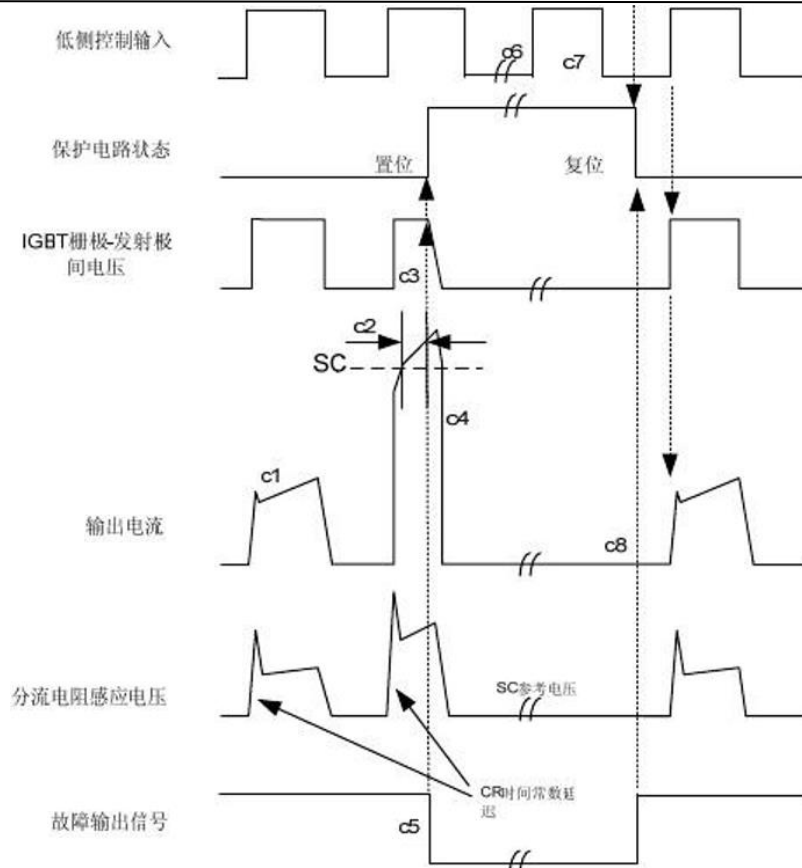 低侧控制输入
c6
c7
保护电路状态
置位
复位
IGBT栅极-发射极
间电压
c3
c2
SC
c4
c1
输出电流
c8
分流电阻感应电压
SC参考电压
CR时间常数延
迟
故障输出信号
c5